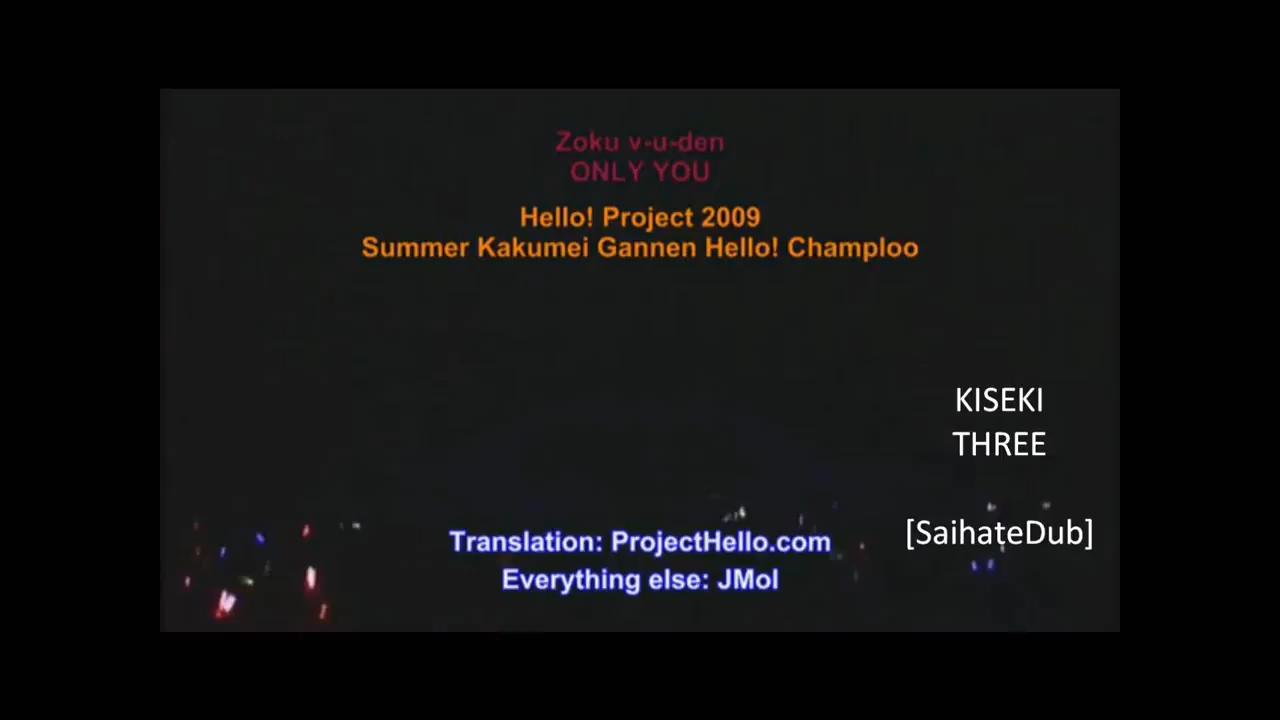 Zoku v-u-den
ONLY YOU
Hello! Project 2009
Summer Kakumei Gannen Hello! Champloo
KISEKI
THREE
[SaihateDub]
Translation: ProjectHello.com
Everything else: JMol